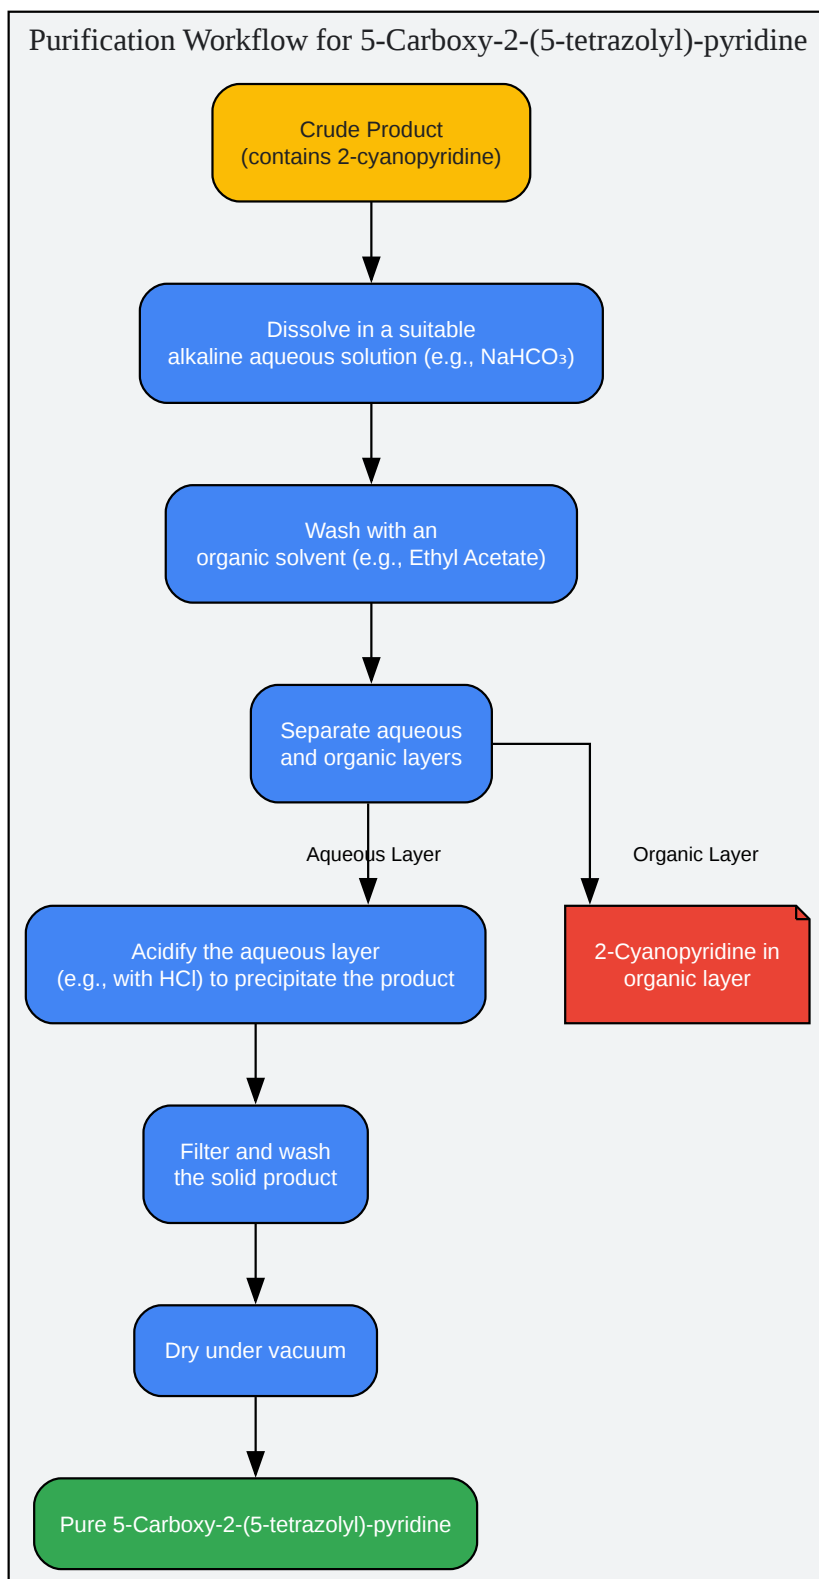 Purification Workflow for 5-Carboxy-2-(5-tetrazolyl)-pyridine
Crude Product
(contains 2-cyanopyridine)
Dissolve in a suitable
alkaline aqueous solution (e.g., NaHCO₃)
Wash with an
organic solvent (e.g., Ethyl Acetate)
Separate aqueous
and organic layers
Aqueous Layer
Organic Layer
Acidify the aqueous layer
(e.g., with HCl) to precipitate the product
2-Cyanopyridine in
organic layer
Filter and wash
the solid product
Dry under vacuum
Pure 5-Carboxy-2-(5-tetrazolyl)-pyridine